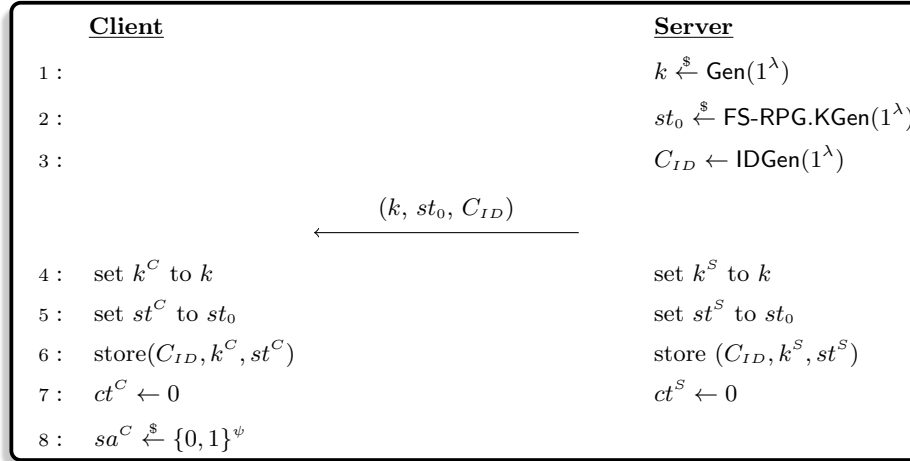 Client Server
1 : k ←$ Gen(1^λ)
2 : st_0 ←$ FS-RPG.KGen(1^λ)
3 : C_ID ← IDGen(1^λ)
(k, st_0, C_ID)
4 : set k^C to k set k^S to k
5 : set st^C to st_0 set st^S to st_0
6 : store(C_ID, k^C, st^C) store (C_ID, k^S, st^S)
7 : ct^C ← 0 ct^S ← 0
8 : sa^C ←$ {0, 1}^ψ